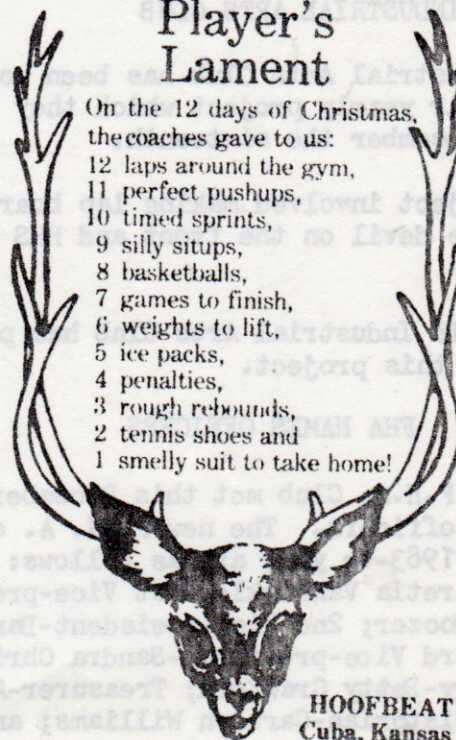 Player's
Lament
On the 12 days of Christmas,
the coaches gave to us:
12 laps around the gym,
11 perfect pushups,
10 timed sprints,
9 silly situps,
8 basketballs,
7 games to finish,
6 weights to lift,
5 ice packs,
4 penalties,
3 rough rebounds,
2 tennis shoes and
1 smelly suit to take home!
HOOFBEAT
Cuba, Kansas